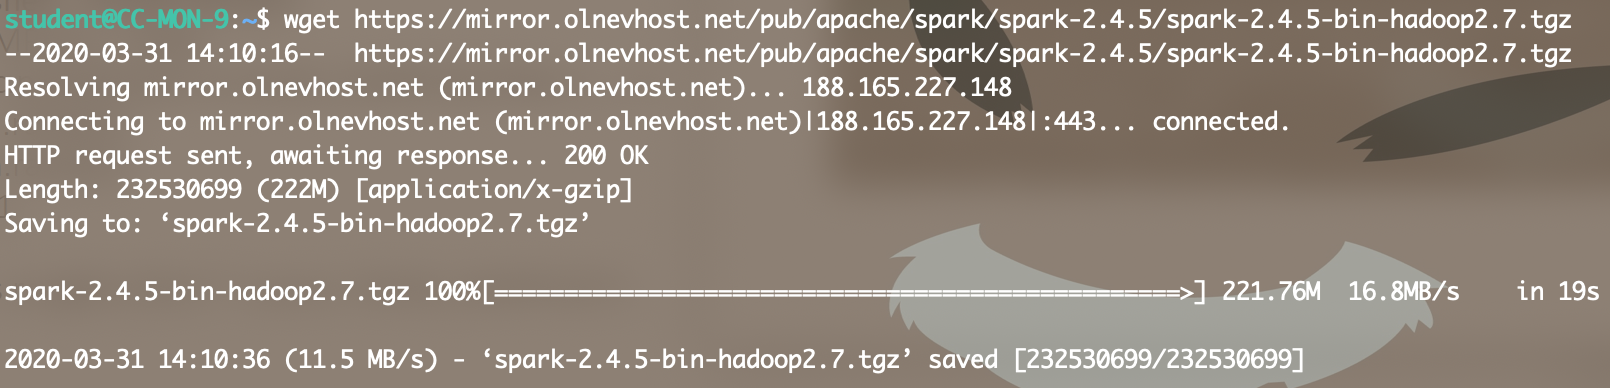 student@CC-MON-9:~$ wget https://mirror.olnevhost.net/pub/apache/spark/spark-2.4.5/spark-2.4.5-bin-hadoop2.7.tgz
--2020-03-31 14:10:16--  https://mirror.olnevhost.net/pub/apache/spark/spark-2.4.5/spark-2.4.5-bin-hadoop2.7.tgz
Resolving mirror.olnevhost.net (mirror.olnevhost.net)... 188.165.227.148
Connecting to mirror.olnevhost.net (mirror.olnevhost.net)|188.165.227.148|:443... connected.
HTTP request sent, awaiting response... 200 OK
Length: 232530699 (222M) [application/x-gzip]
Saving to: ‘spark-2.4.5-bin-hadoop2.7.tgz’
spark-2.4.5-bin-hadoop2.7.tgz 100%[=================================================>] 221.76M  16.8MB/s    in 19s
2020-03-31 14:10:36 (11.5 MB/s) - ‘spark-2.4.5-bin-hadoop2.7.tgz’ saved [232530699/232530699]